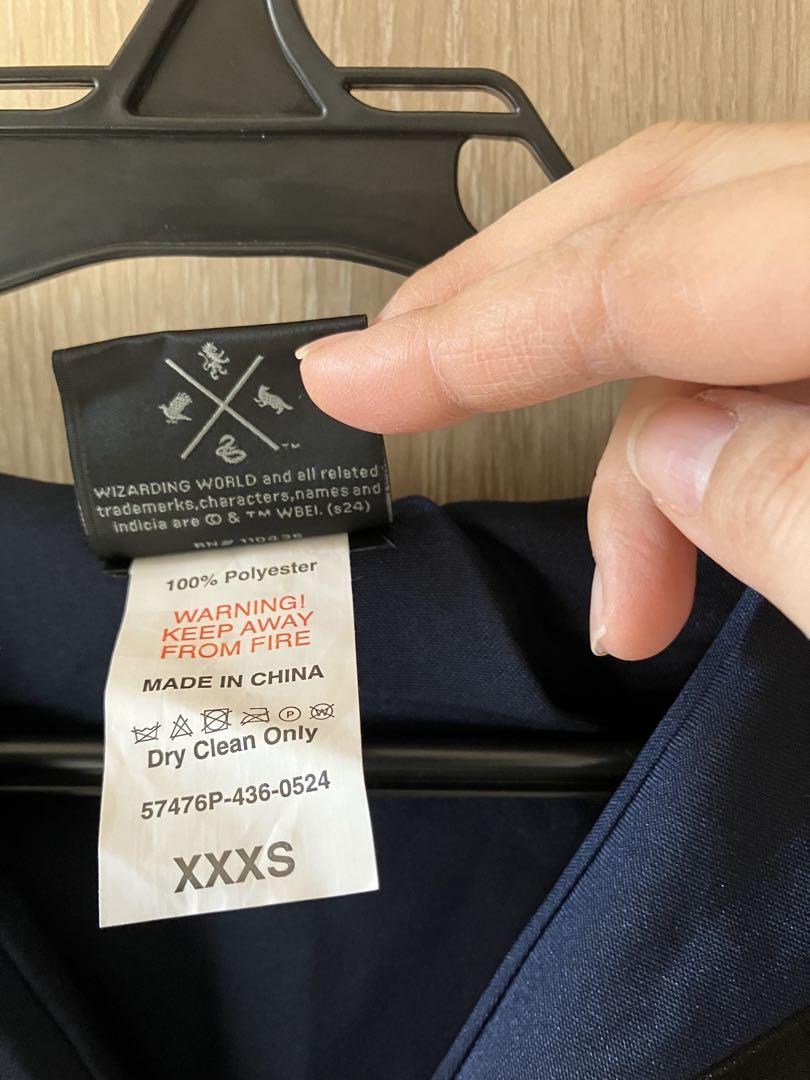 ™
WIZARDING WORLD and all related
trademarks,characters,names and
indicia are © & ™ WBEI. (s24)
100% Polyester
WARNING!
KEEP AWAY
FROM FIRE
MADE IN CHINA
P W
Dry Clean Only
57476P-436-0524
XXXS